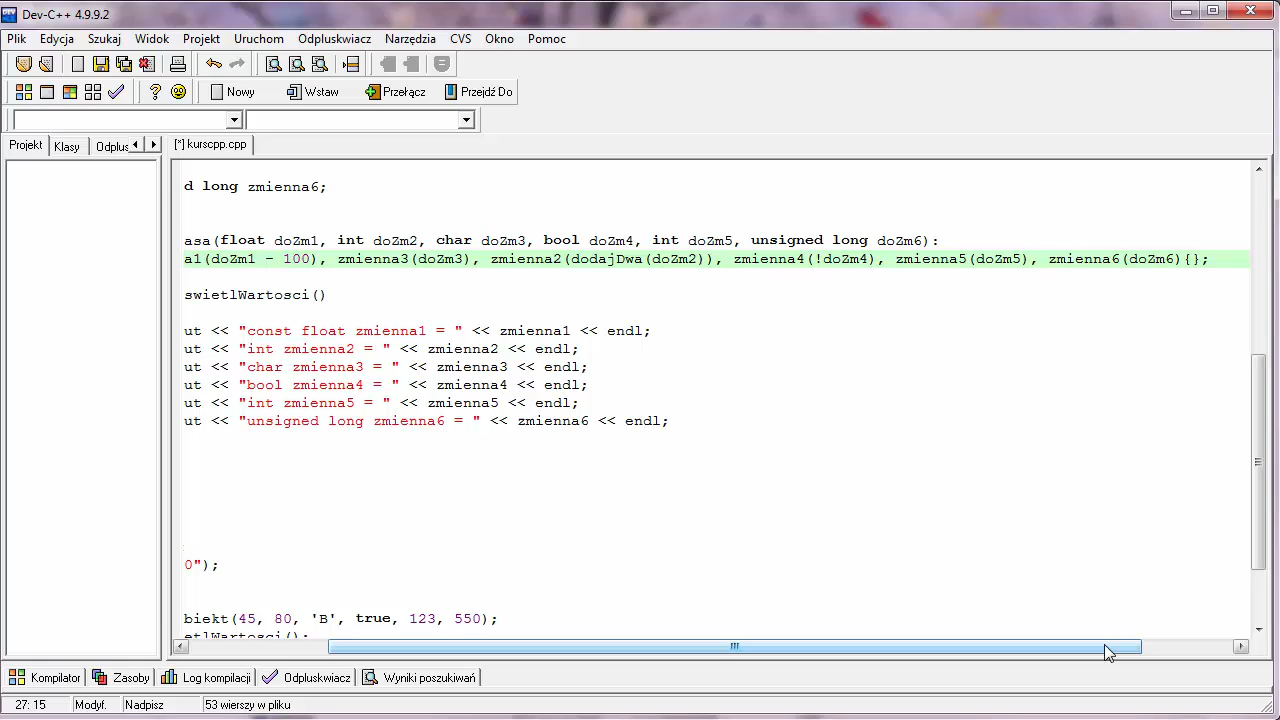 Dev-C++ 4.9.9.2
Plik Edycja Szukaj Widok Projekt Uruchom Odpluskwiacz Narzędzia CVS Okno Pomoc
Nowy Wstaw Przełącz Przejdź Do
Projekt Klasy Odplus
[*] kurscpp.cpp
d long zmienna6;
asa(float doZm1, int doZm2, char doZm3, bool doZm4, int doZm5, unsigned long doZm6):
a1(doZm1 - 100), zmienna3(doZm3), zmienna2(dodajDwa(doZm2)), zmienna4(!doZm4), zmienna5(doZm5), zmienna6(doZm6){};
swietlWartosci()
ut << "const float zmienna1 = " << zmienna1 << endl;
ut << "int zmienna2 = " << zmienna2 << endl;
ut << "char zmienna3 = " << zmienna3 << endl;
ut << "bool zmienna4 = " << zmienna4 << endl;
ut << "int zmienna5 = " << zmienna5 << endl;
ut << "unsigned long zmienna6 = " << zmienna6 << endl;
0");
biekt(45, 80, 'B', true, 123, 550);
etlWartosci();
Kompilator Zasoby Log kompilacji Odpluskwiacz Wyniki poszukiwań
27: 15 Modyf. Nadpisz 53 wierszy w pliku